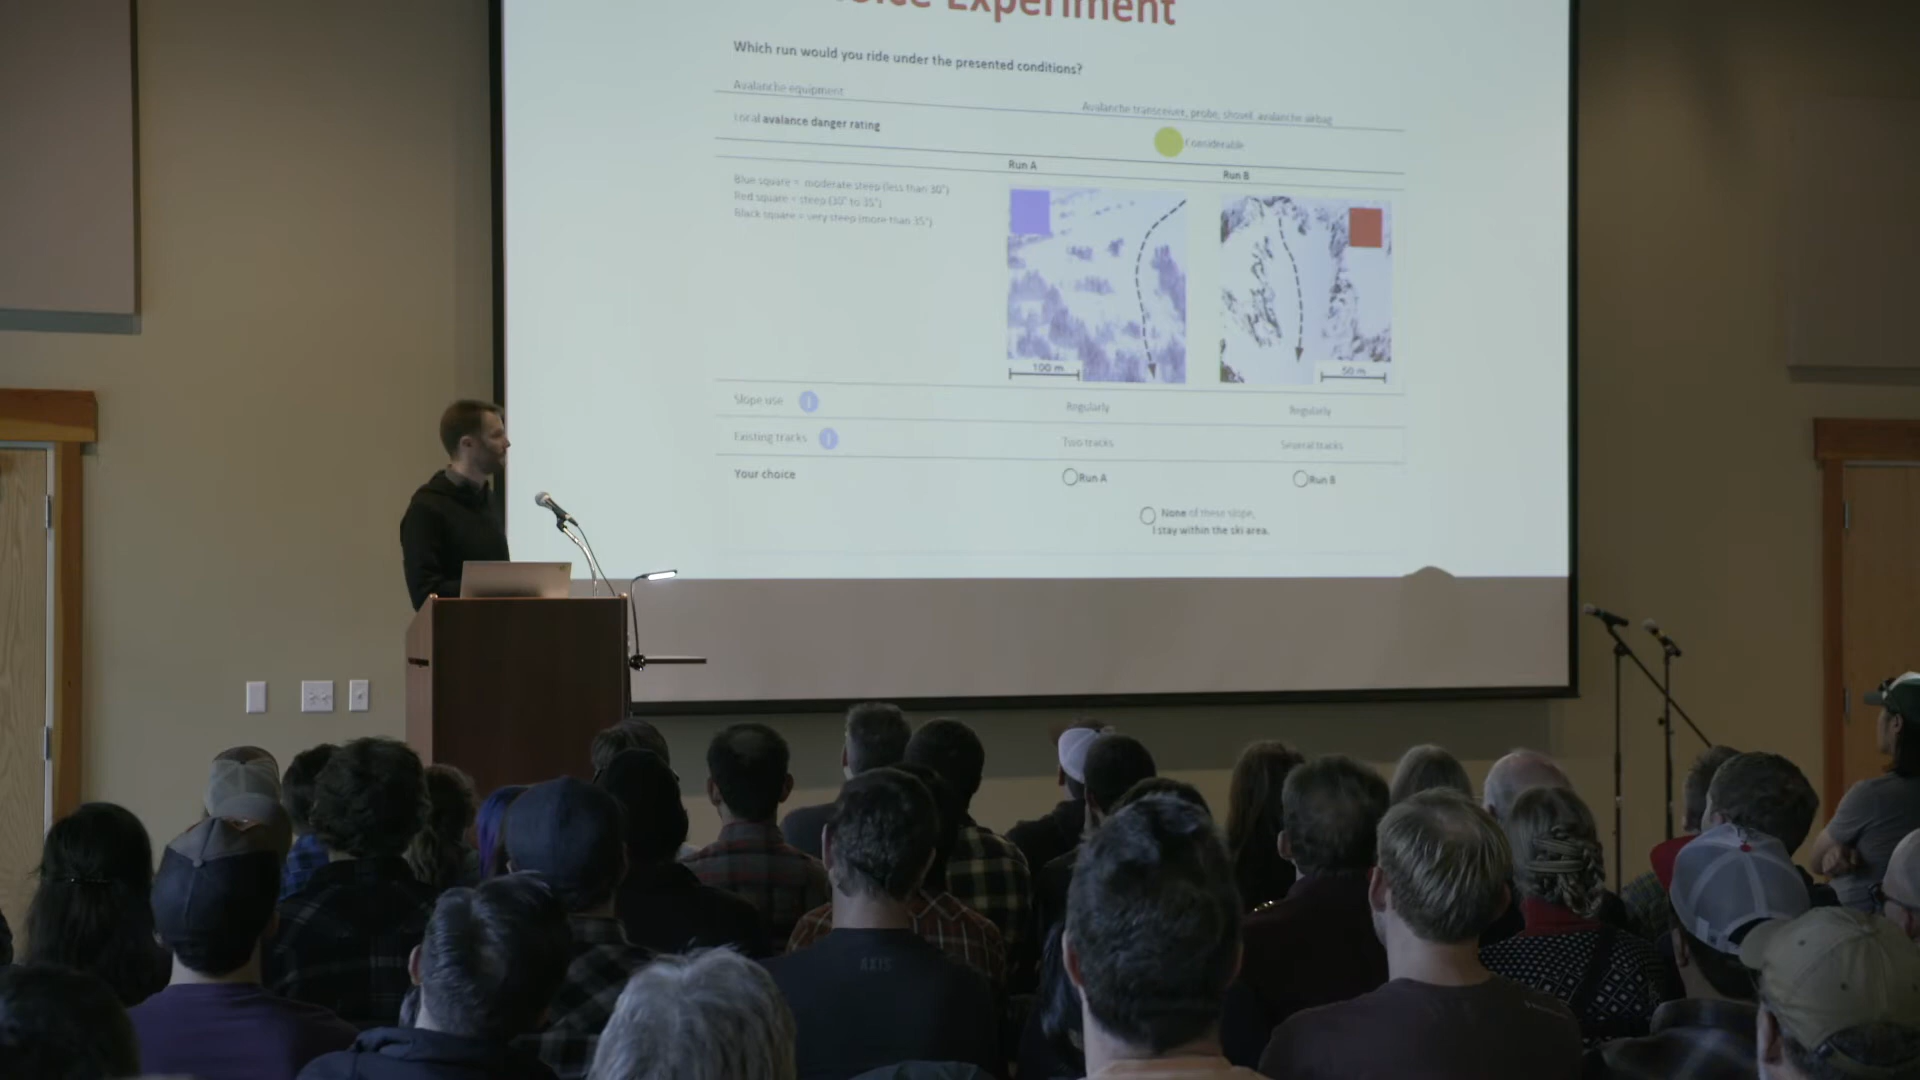 Experiment
Which run would you ride under the presented conditions?
Avalanche equipment
Avalanche transceiver, probe, shovel, avalanche airbag
Local avalance danger rating
Considerable
Run A
Run B
Blue square = moderate steep (less than 30°)
Red square = steep (30° to 35°)
Black square = very steep (more than 35°)
100 m
50 m
Slope use
i
Regularly
Regularly
Existing tracks
i
Two tracks
Several tracks
Your choice
Run A
Run B
None of these slope,
I stay within the ski area.
AXIS